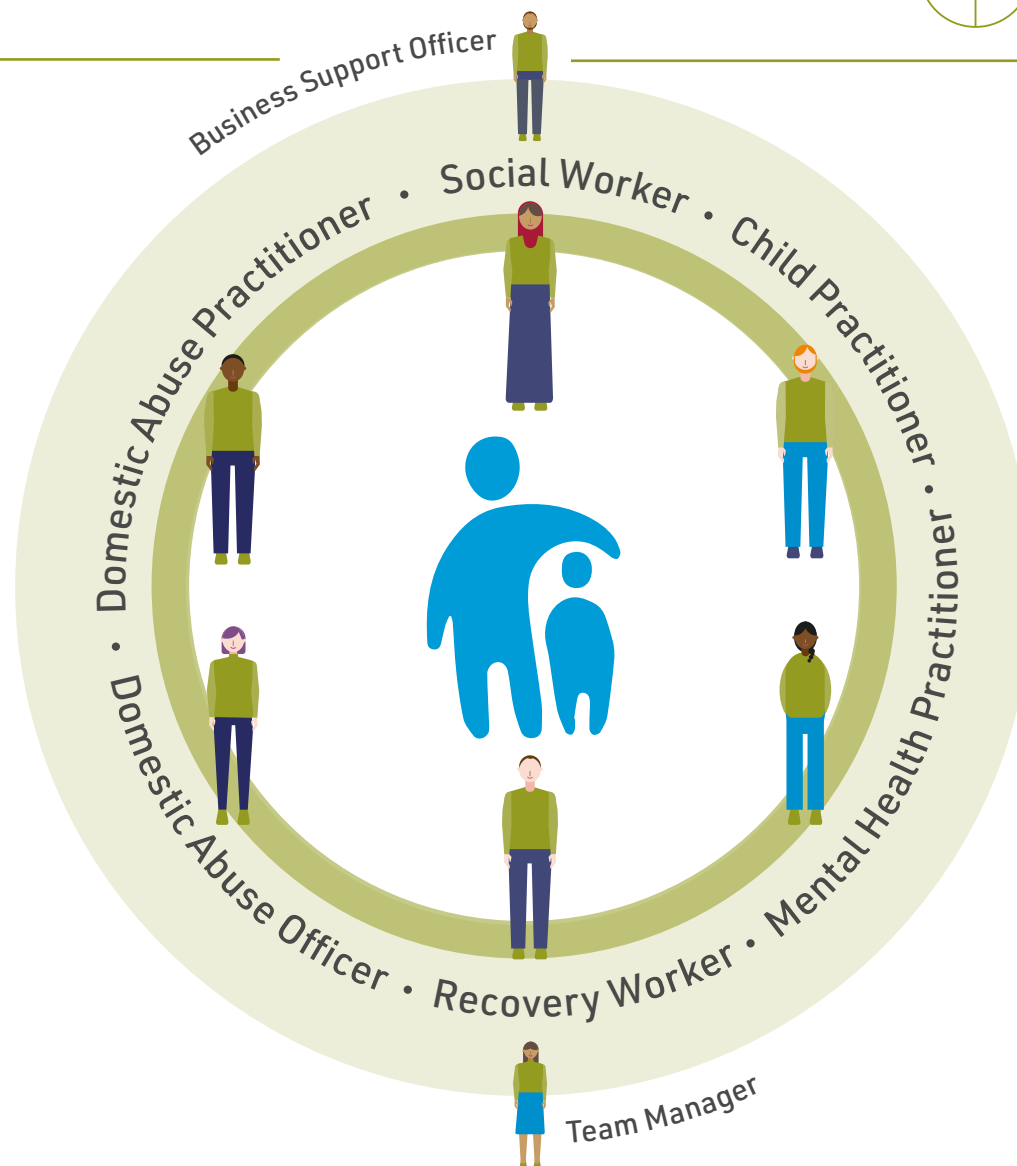 Business Support Officer
Social Worker • Child Practitioner • Mental Health Practitioner • Recovery Worker • Domestic Abuse Officer • Domestic Abuse Practitioner •
Team Manager